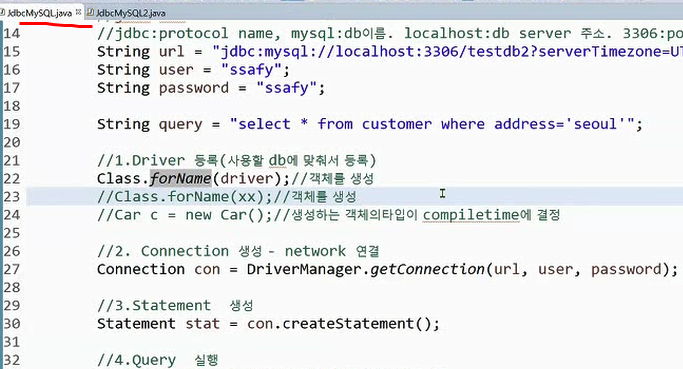 JdbcMySQL.java JdbcMySQL2.java
14 //jdbc:protocol name, mysql:db이름. localhost:db server 주소. 3306:po
15 String url = "jdbc:mysql://localhost:3306/testdb2?serverTimezone=UT
16 String user = "ssafy";
17 String password = "ssafy";
18
19 String query = "select * from customer where address='seoul'";
20
21 //1.Driver 등록(사용할 db에 맞춰서 등록)
22 Class.forName(driver);//객체를 생성
23 //Class.forName(xx);//객체를 생성
24 //Car c = new Car();//생성하는 객체의타입이 compiletime에 결정
25
26 //2. Connection 생성 - network 연결
27 Connection con = DriverManager.getConnection(url, user, password);
28
29 //3.Statement 생성
30 Statement stat = con.createStatement();
31
32 //4.Query 실행